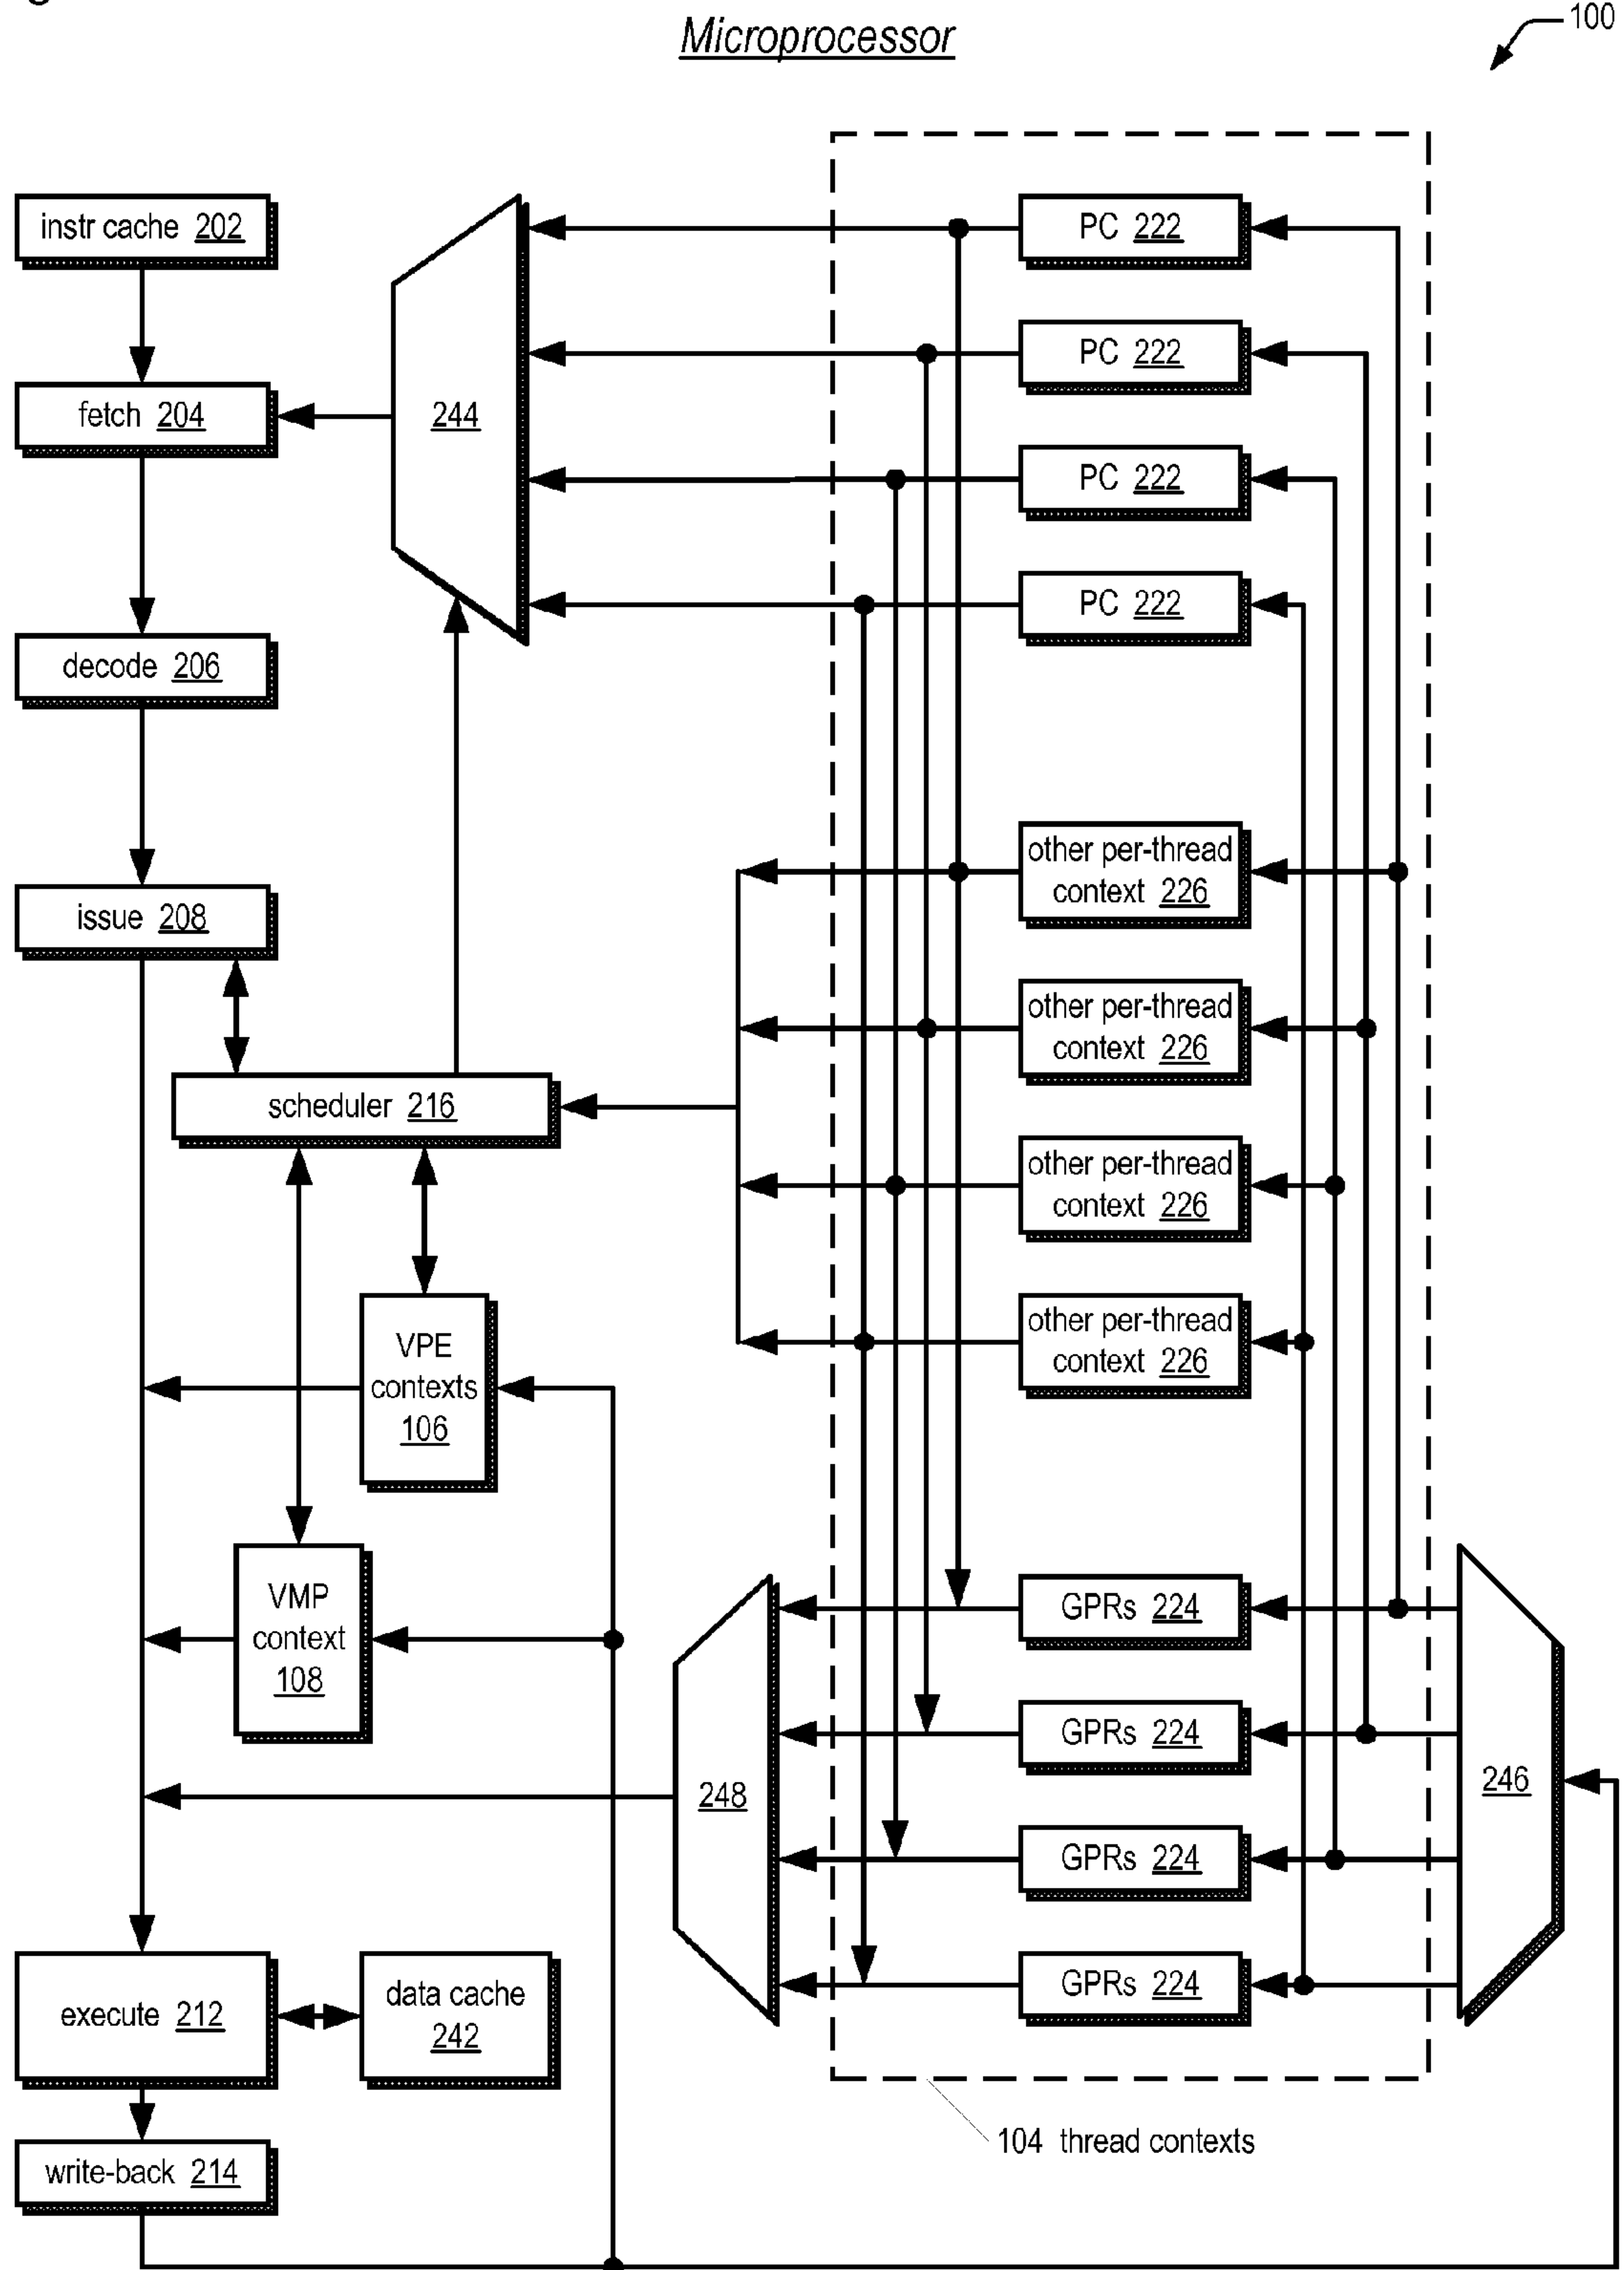 Microprocessor
100
instr cache 202
PC 222
PC 222
fetch 204
244
PC 222
PC 222
decode 206
other per-thread
context 226
issue 208
other per-thread
context 226
scheduler 216
other per-thread
context 226
other per-thread
context 226
VPE
contexts
106
VMP
context
108
GPRs 224
GPRs 224
248
246
GPRs 224
GPRs 224
execute 212
data cache
242
104 thread contexts
write-back 214